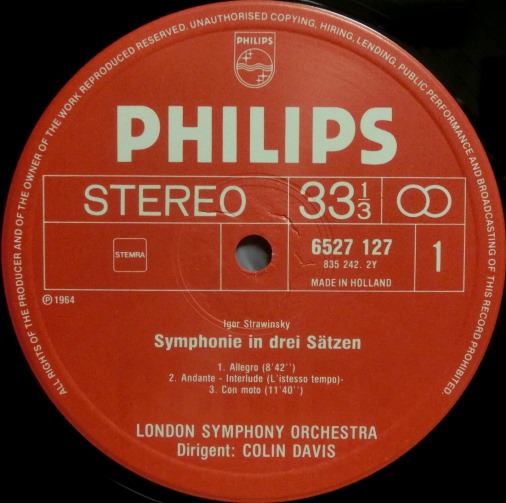 ALL RIGHTS OF THE PRODUCER AND OF THE OWNER OF THE WORK REPRODUCED RESERVED. UNAUTHORISED COPYING, HIRING, LENDING, PUBLIC PERFORMANCE AND BROADCASTING OF THIS RECORD PROHIBITED.
PHILIPS
PHILIPS
STEREO 33 1/3
STEMRA
6527 127
835 242. 2Y
MADE IN HOLLAND
1
℗ 1964
Igor Strawinsky
Symphonie in drei Sätzen
1. Allegro (8'42'')
2. Andante - Interlude (L'istesso tempo)-
3. Con moto (11'40'')
LONDON SYMPHONY ORCHESTRA
Dirigent: COLIN DAVIS